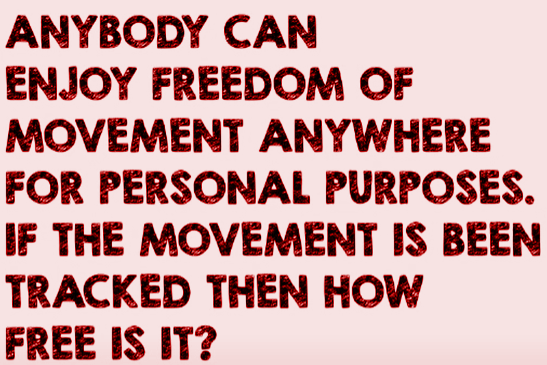 ANYBODY CAN
ENJOY FREEDOM OF
MOVEMENT ANYWHERE
FOR PERSONAL PURPOSES.
IF THE MOVEMENT IS BEEN
TRACKED THEN HOW
FREE IS IT?